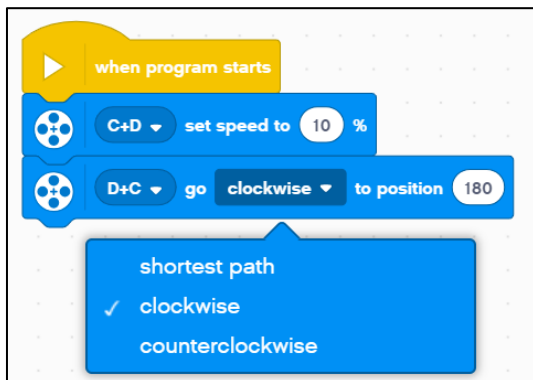 when program starts
C+D set speed to 10 %
D+C go clockwise to position 180
shortest path
clockwise
counterclockwise